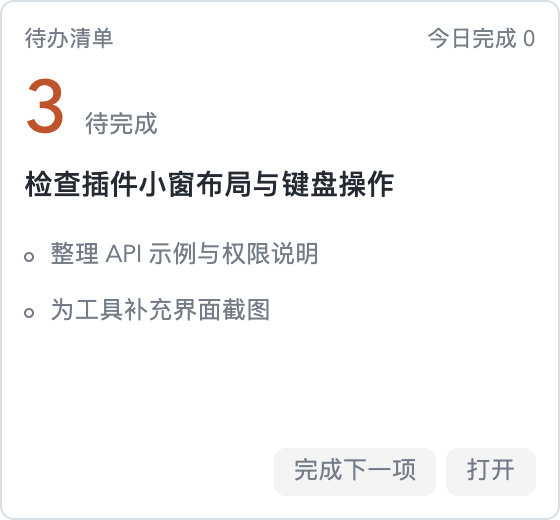 待办清单 今日完成 0
3 待完成
检查插件小窗布局与键盘操作
整理 API 示例与权限说明
为工具补充界面截图
完成下一项 打开